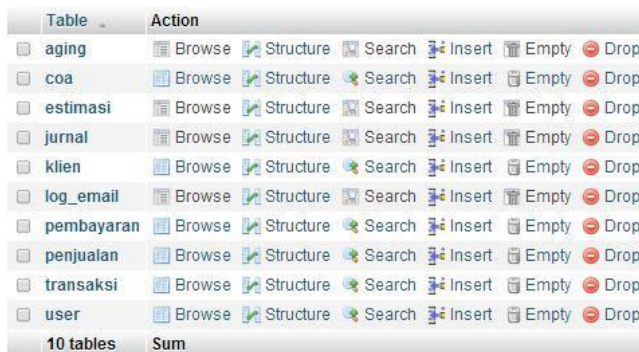 Table Action
aging Browse Structure Search Insert Empty Drop
coa Browse Structure Search Insert Empty Drop
estimasi Browse Structure Search Insert Empty Drop
jurnal Browse Structure Search Insert Empty Drop
klien Browse Structure Search Insert Empty Drop
log_email Browse Structure Search Insert Empty Drop
pembayaran Browse Structure Search Insert Empty Drop
penjualan Browse Structure Search Insert Empty Drop
transaksi Browse Structure Search Insert Empty Drop
user Browse Structure Search Insert Empty Drop
10 tables Sum